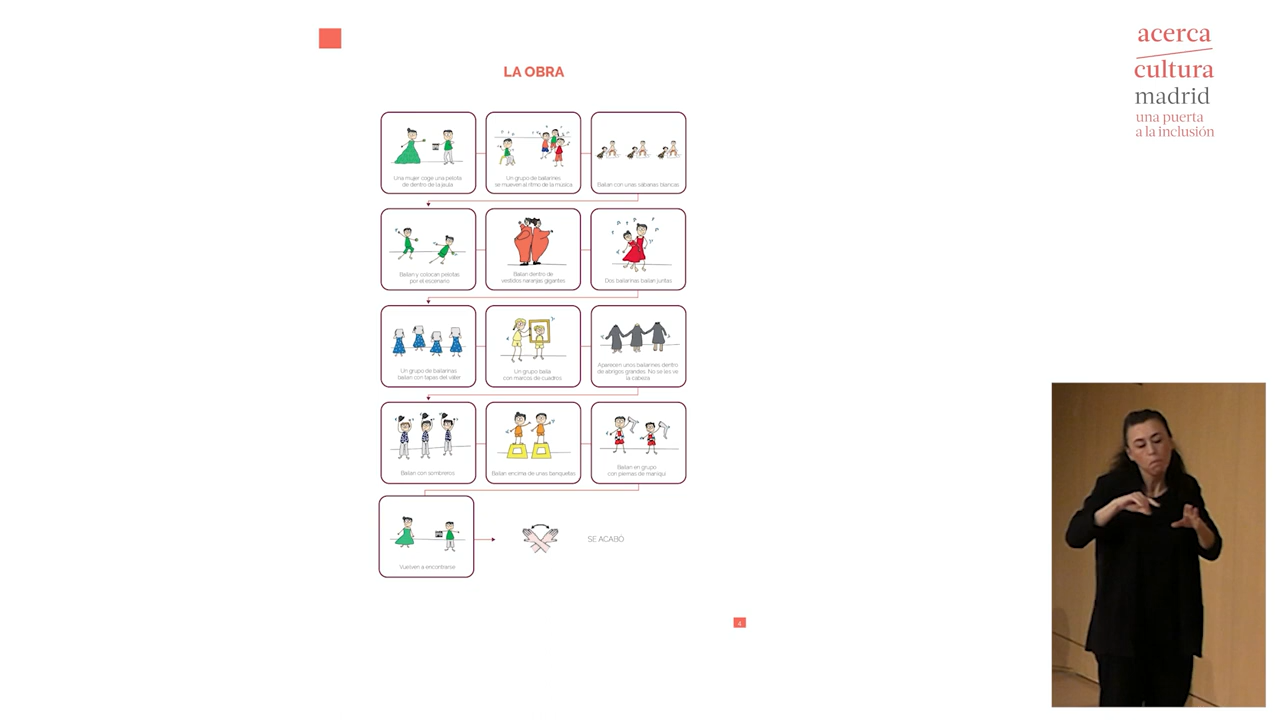 acerca
cultura
madrid
una puerta
a la inclusión
LA OBRA
Una mujer coge una pelota
de dentro de la jaula
Un grupo de bailarines
se mueven al ritmo de la música
Bailan con unas sábanas blancas
Bailan y colocan pelotas
por el escenario
Bailan dentro de
vestidos naranjas gigantes
Dos bailarinas bailan juntas
Un grupo de bailarinas
bailan con tapas del váter
Un grupo baila
con marcos de cuadros
Aparecen unos bailarines dentro
de abrigos grandes. No se les ve
la cabeza
Bailan con sombreros
Bailan encima de unas banquetas
Bailan en grupo
con piernas de maniquí
Vuelven a encontrarse
SE ACABÓ